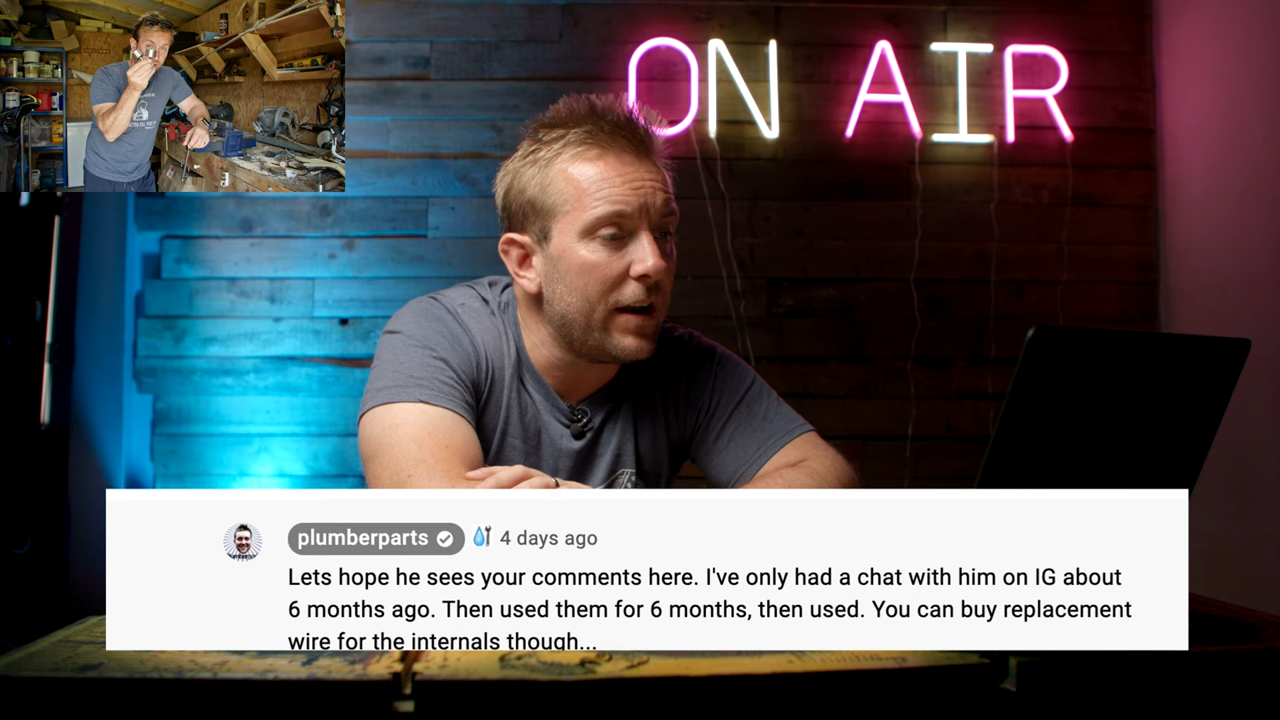 ON AIR
plumberparts 4 days ago
Lets hope he sees your comments here. I've only had a chat with him on IG about
6 months ago. Then used them for 6 months, then used. You can buy replacement
wire for the internals though...